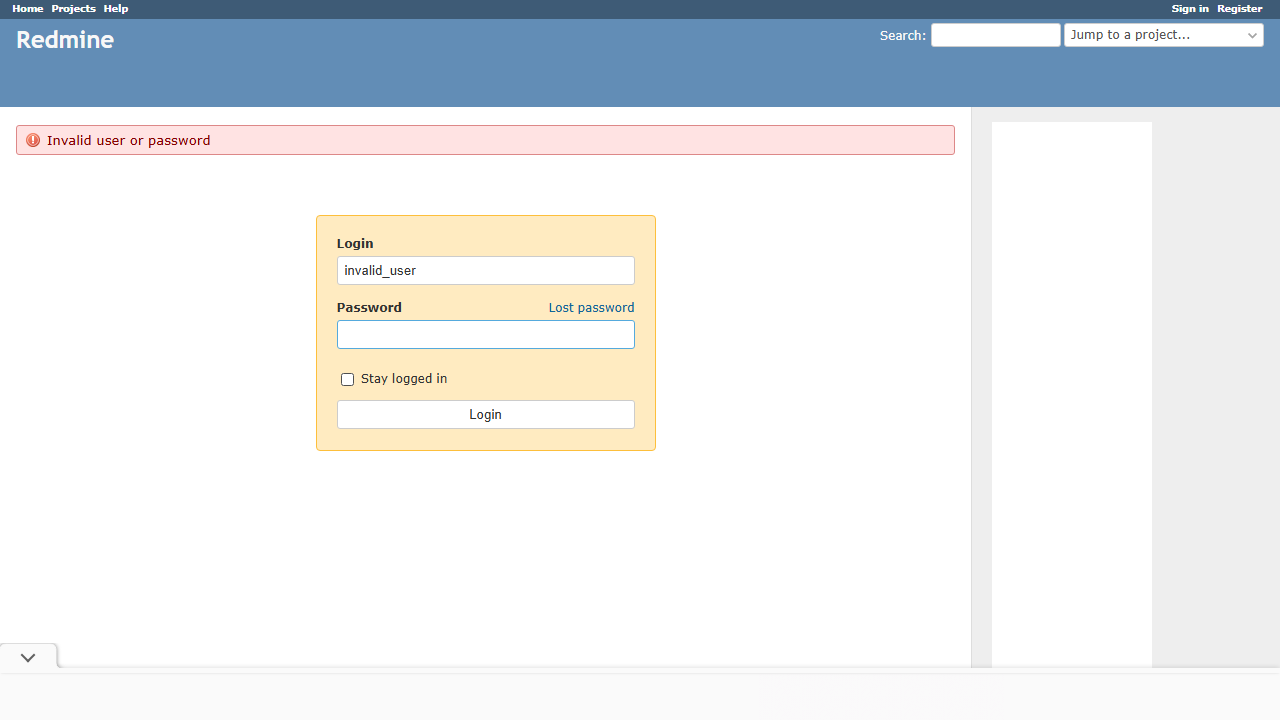 Home Projects Help Sign in Register
Redmine
Search: Jump to a project...
Invalid user or password
Login
invalid_user
Password Lost password
Stay logged in
Login